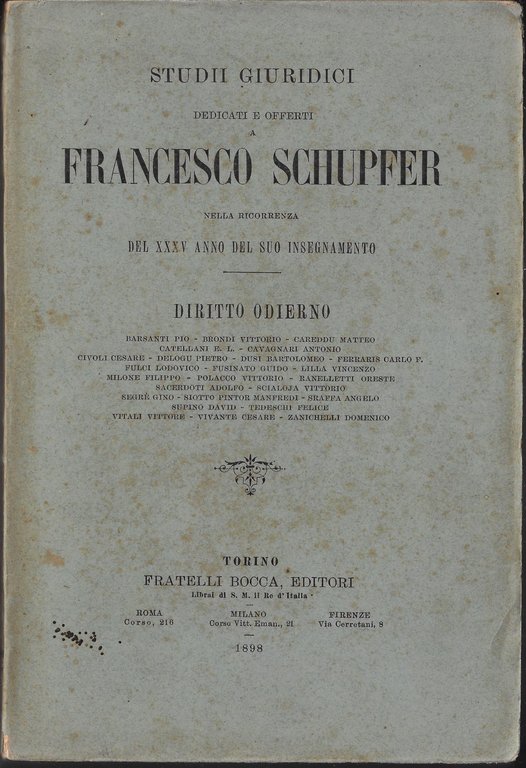 STUDII GIURIDICI
DEDICATI E OFFERTI
A
FRANCESCO SCHUPFER
NELLA RICORRENZA
DEL XXXV ANNO DEL SUO INSEGNAMENTO
DIRITTO ODIERNO
BARSANTI PIO - BRONDI VITTORIO - CAREDDU MATTEO
CATELLANI E. L. - CAVAGNARI ANTONIO
CIVOLI CESARE - DELOGU PIETRO - DUSI BARTOLOMEO - FERRARIS CARLO F.
FULCI LODOVICO - FUSINATO GUIDO - LILLA VINCENZO
MILONE FILIPPO - POLACCO VITTORIO - RANELLETTI ORESTE
SACERDOTI ADOLFO - SCIALOJA VITTORIO
SEGRÈ GINO - SIOTTO PINTOR MANFREDI - SRAFFA ANGELO
SUPINO DAVID - TEDESCHI FELICE
VITALI VITTORE - VIVANTE CESARE - ZANICHELLI DOMENICO
TORINO
FRATELLI BOCCA, EDITORI
Librai di S. M. il Re d'Italia
ROMA
Corso, 216
MILANO
Corso Vitt. Eman., 21
FIRENZE
Via Cerretani, 8
1898